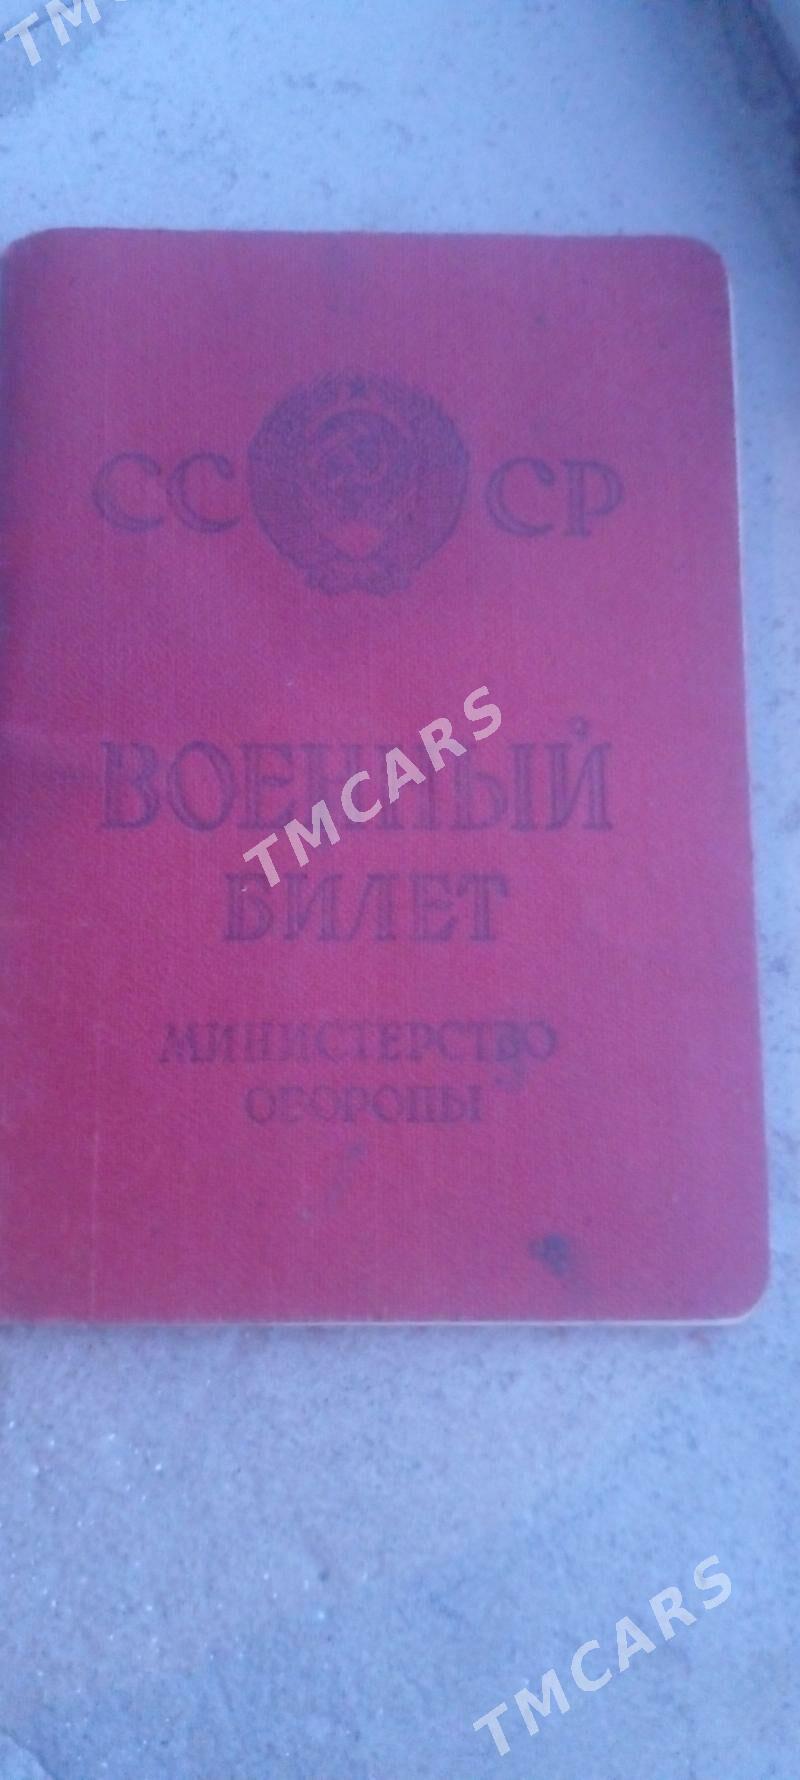 TMCARS
СС СР
ВОЕННЫЙ
TMCARS
БИЛЕТ
МИНИСТЕРСТВО
ОБОРОНЫ
TMCARS